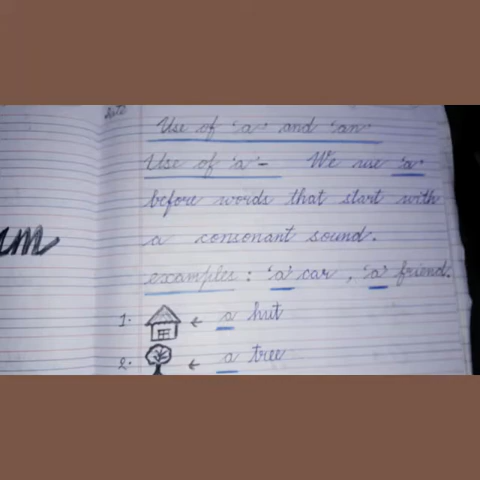 Date
Use of 'a' and 'an'
Use of 'a' - We use 'a'
before words that start with
a consonant sound.
examples : 'a' car , 'a' friend.
1. ← a hut
2. ← a tree